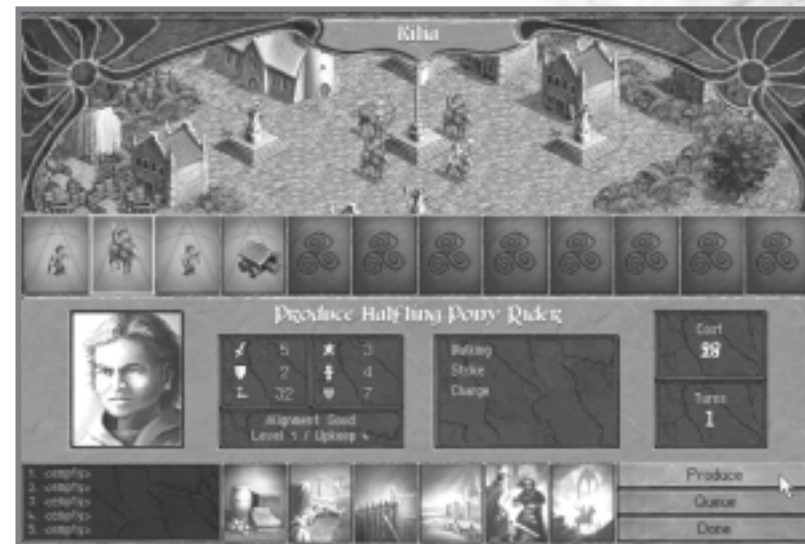 Kilia
Produce Halfling Pony Rider
5 3
2 4
32 7
Alignment Good
Level 1 / Upkeep 4
Walking
Strike
Charge
Cost
98
Turns
1
1. <empty>
2. <empty>
3. <empty>
4. <empty>
5. <empty>
Produce
Queue
Done